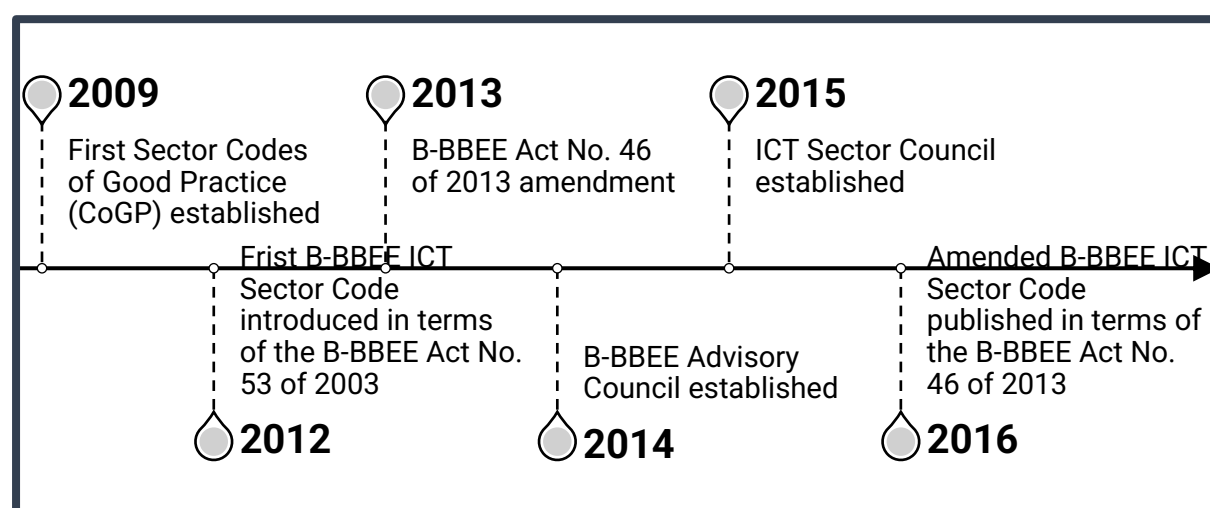 2009
First Sector Codes
of Good Practice
(CoGP) established
Frist B-BBEE ICT
Sector Code
introduced in terms
of the B-BBEE Act No.
53 of 2003
2012
2013
B-BBEE Act No. 46
of 2013 amendment
B-BBEE Advisory
Council established
2014
2015
ICT Sector Council
established
Amended B-BBEE ICT
Sector Code
published in terms of
the B-BBEE Act No.
46 of 2013
2016